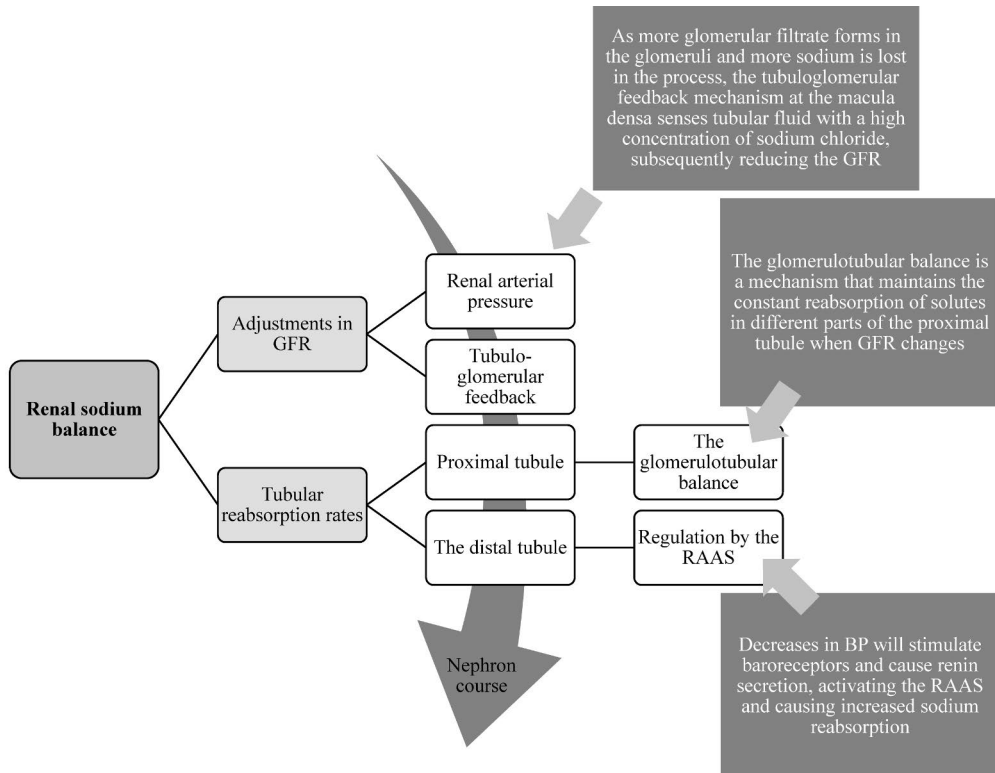 As more glomerular filtrate forms in
the glomeruli and more sodium is lost
in the process, the tubuloglomerular
feedback mechanism at the macula
densa senses tubular fluid with a high
concentration of sodium chloride,
subsequently reducing the GFR
The glomerulotubular balance is
a mechanism that maintains the
constant reabsorption of solutes
in different parts of the proximal
tubule when GFR changes
Renal sodium
balance
Adjustments in
GFR
Renal arterial
pressure
Tubulo-
glomerular
feedback
Tubular
reabsorption rates
Proximal tubule
The
glomerulotubular
balance
The distal tubule
Regulation by the
RAAS
Nephron
course
Decreases in BP will stimulate
baroreceptors and cause renin
secretion, activating the RAAS
and causing increased sodium
reabsorption